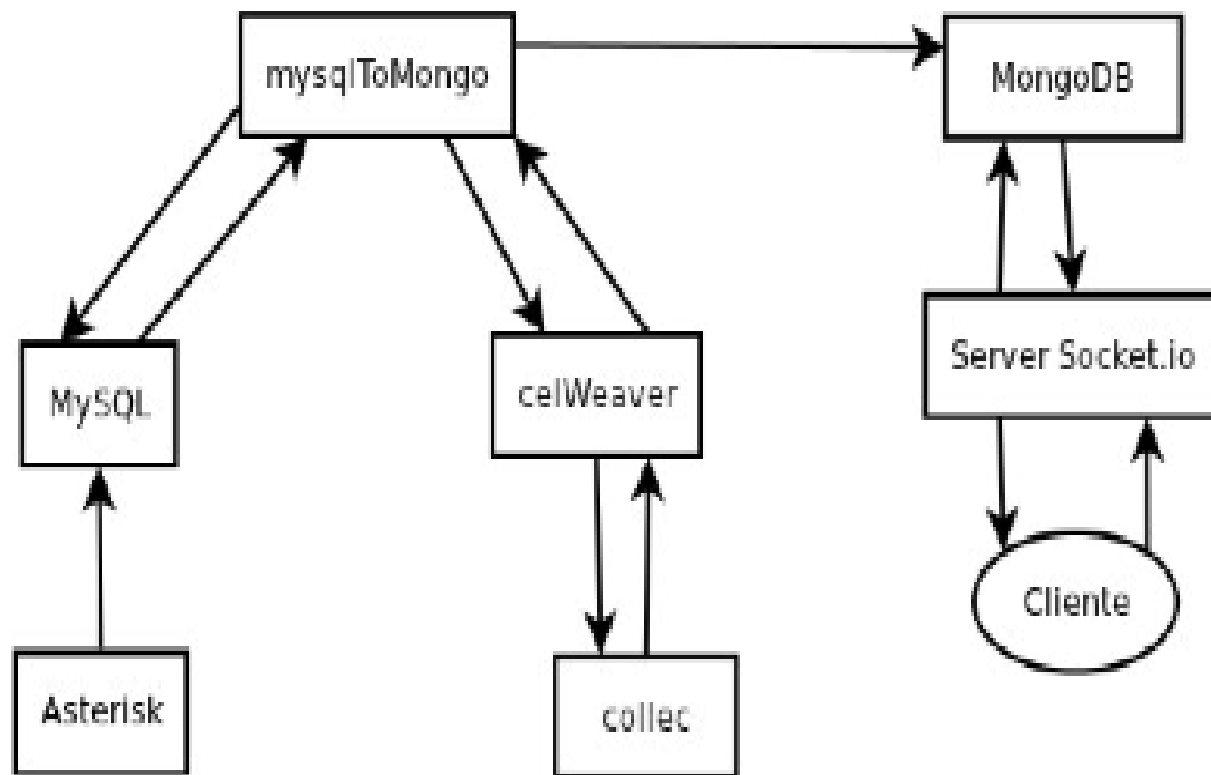 mysqlToMongo
MongoDB
Server Socket.io
MySQL
celWeaver
Cliente
Asterisk
collec